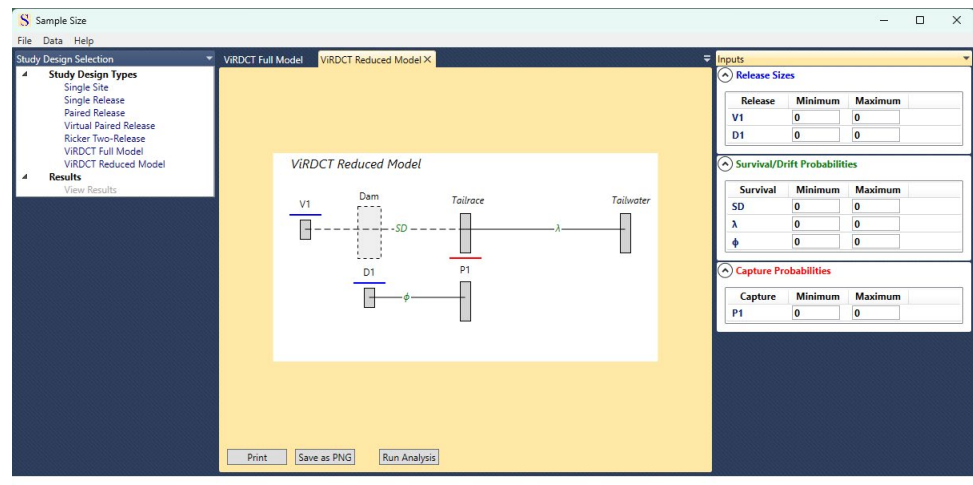 S Sample Size
File Data Help
Study Design Selection
Study Design Types
Single Site
Single Release
Paired Release
Virtual Paired Release
Ricker Two-Release
ViRDCT Full Model
ViRDCT Reduced Model
Results
View Results
ViRDCT Full Model ViRDCT Reduced Model
ViRDCT Reduced Model
V1 Dam Tailrace Tailwater
SD λ
D1 P1
ϕ
Print Save as PNG Run Analysis
Inputs
Release Sizes
Release Minimum Maximum
V1 0 0
D1 0 0
Survival/Drift Probabilities
Survival Minimum Maximum
SD 0 0
λ 0 0
ϕ 0 0
Capture Probabilities
Capture Minimum Maximum
P1 0 0